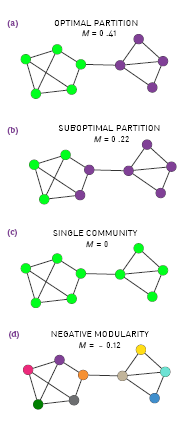 (a)
OPTIMAL PARTITION
M = 0.41
(b)
SUBOPTIMAL PARTITION
M = 0.22
(c)
SINGLE COMMUNITY
M = 0
(d)
NEGATIVE MODULARITY
M = - 0.12